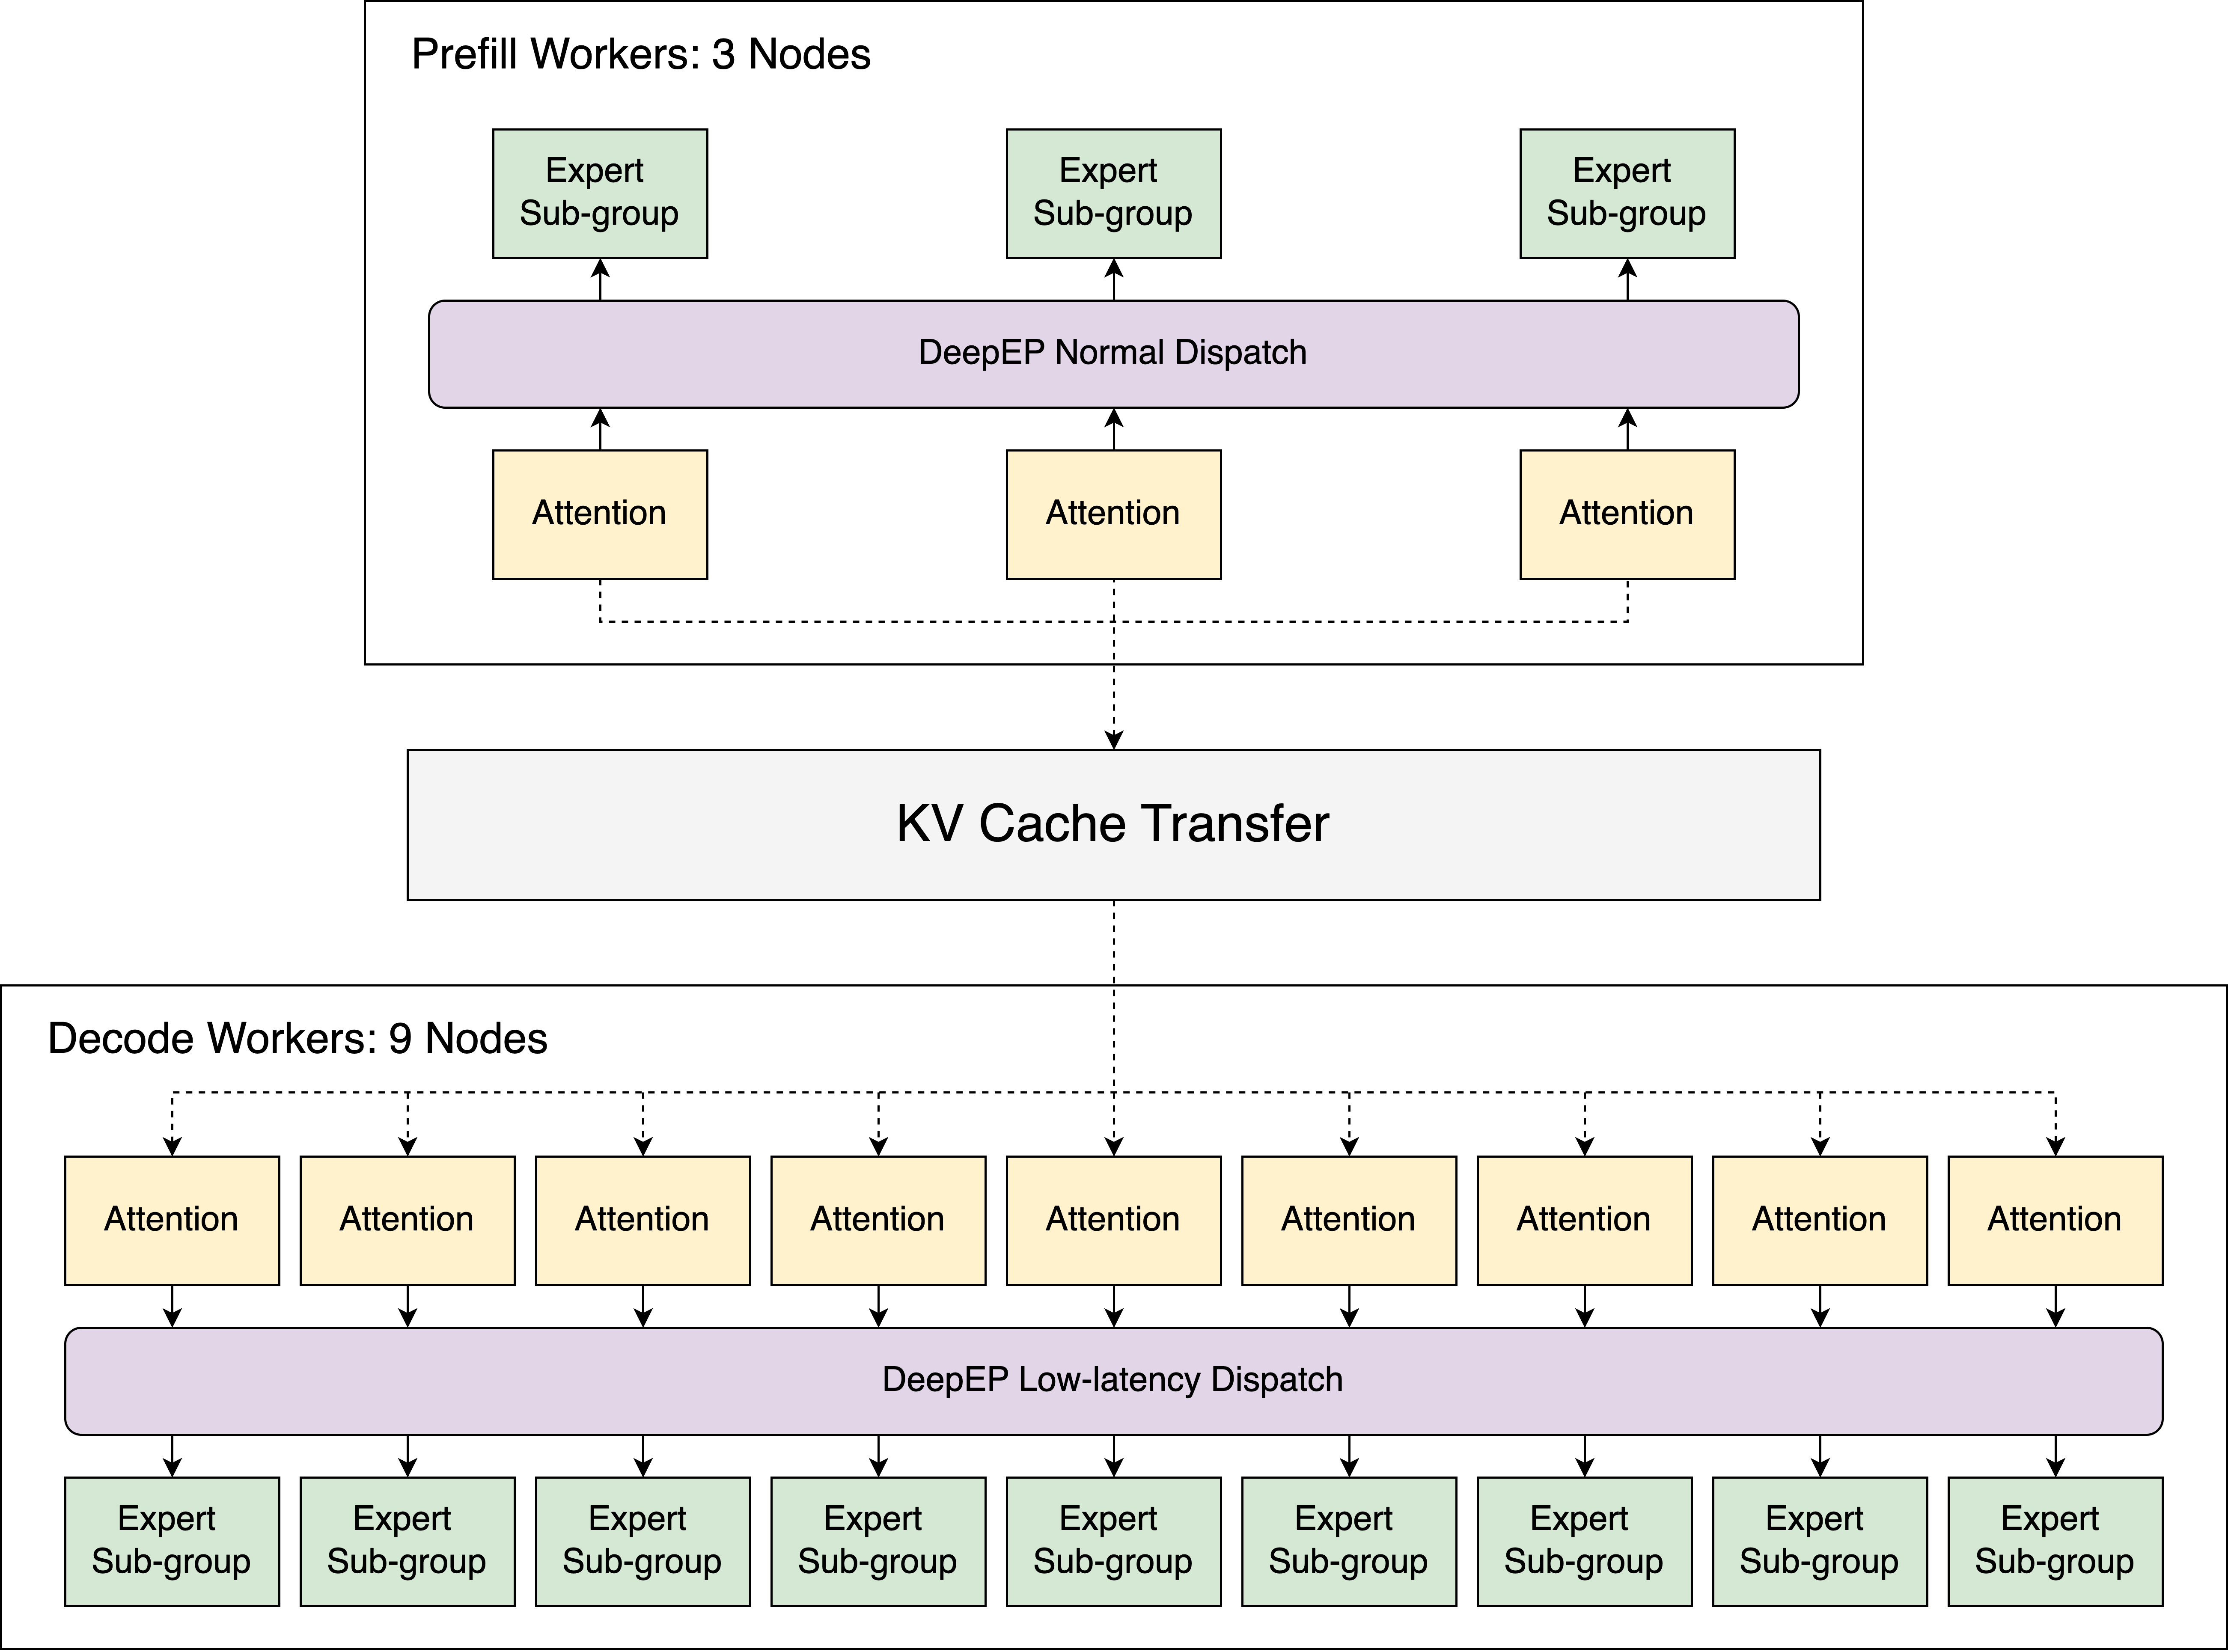 Prefill Workers: 3 Nodes
Expert
Sub-group
Expert
Sub-group
Expert
Sub-group
DeepEP Normal Dispatch
Attention
Attention
Attention
KV Cache Transfer
Decode Workers: 9 Nodes
Attention
Attention
Attention
Attention
Attention
Attention
Attention
Attention
Attention
DeepEP Low-latency Dispatch
Expert
Sub-group
Expert
Sub-group
Expert
Sub-group
Expert
Sub-group
Expert
Sub-group
Expert
Sub-group
Expert
Sub-group
Expert
Sub-group
Expert
Sub-group